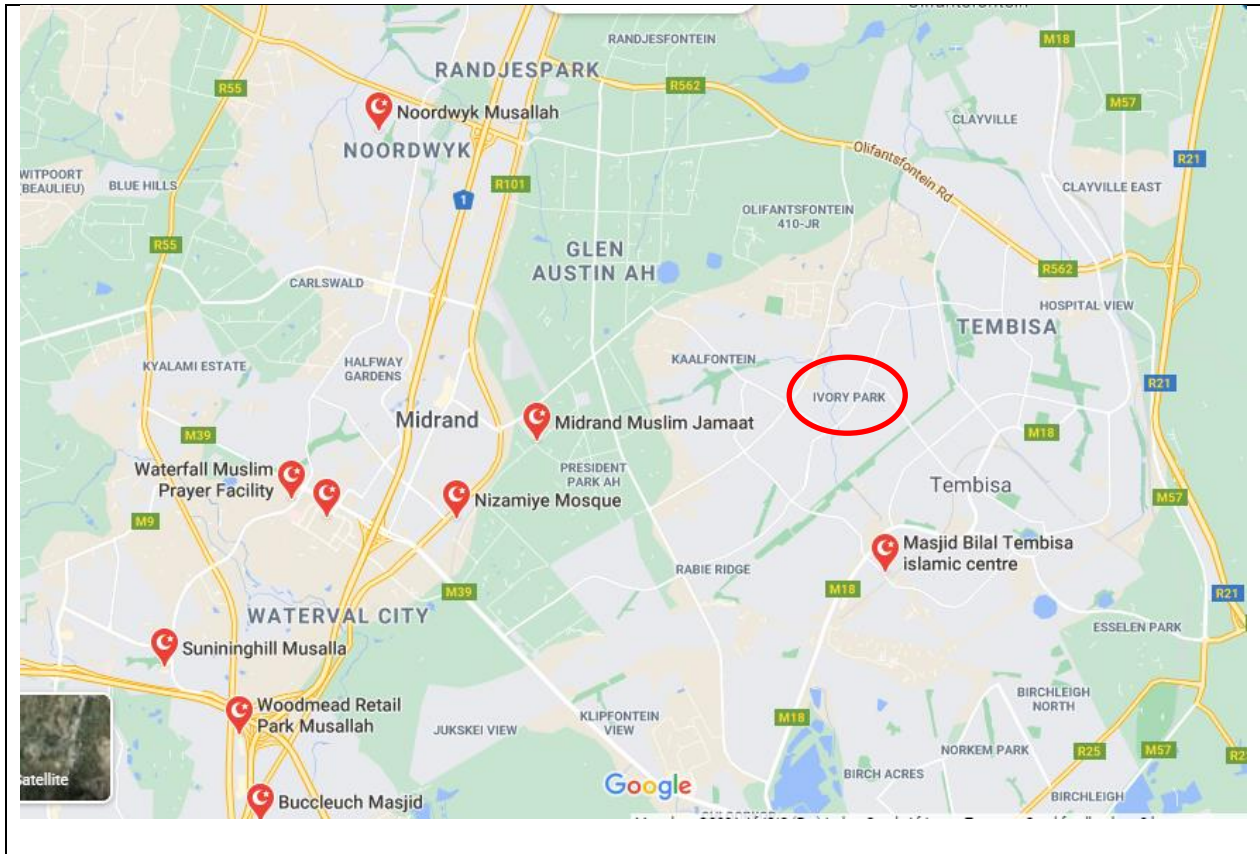 RANDJESFONTEIN
M18
RANDJESPARK
R55
R562
M57
Noordwyk Musallah
CLAYVILLE
NOORDWYK
Olifantsfontein Rd
R21
WITPOORT
(BEAULIEU)
BLUE HILLS
R101
CLAYVILLE EAST
1
OLIFANTSFONTEIN
410-JR
R55
GLEN
AUSTIN AH
R562
CARLSWALD
HOSPITAL VIEW
TEMBISA
KYALAMI ESTATE
HALFWAY
GARDENS
KAALFONTEIN
R21
IVORY PARK
Midrand
Midrand Muslim Jamaat
M39
M18
Waterfall Muslim
Prayer Facility
PRESIDENT
PARK AH
Tembisa
Nizamiye Mosque
M57
M9
Masjid Bilal Tembisa
islamic centre
RABIE RIDGE
M39
M18
R21
WATERVAL CITY
ESSELEN PARK
Sunininghill Musalla
BIRCHLEIGH
NORTH
Woodmead Retail
Park Musallah
KLIPFONTEIN
VIEW
M18
JUKSKEI VIEW
NORKEM PARK
R25
M57
Satellite
BIRCH ACRES
Google
BIRCHLEIGH
Buccleuch Masjid